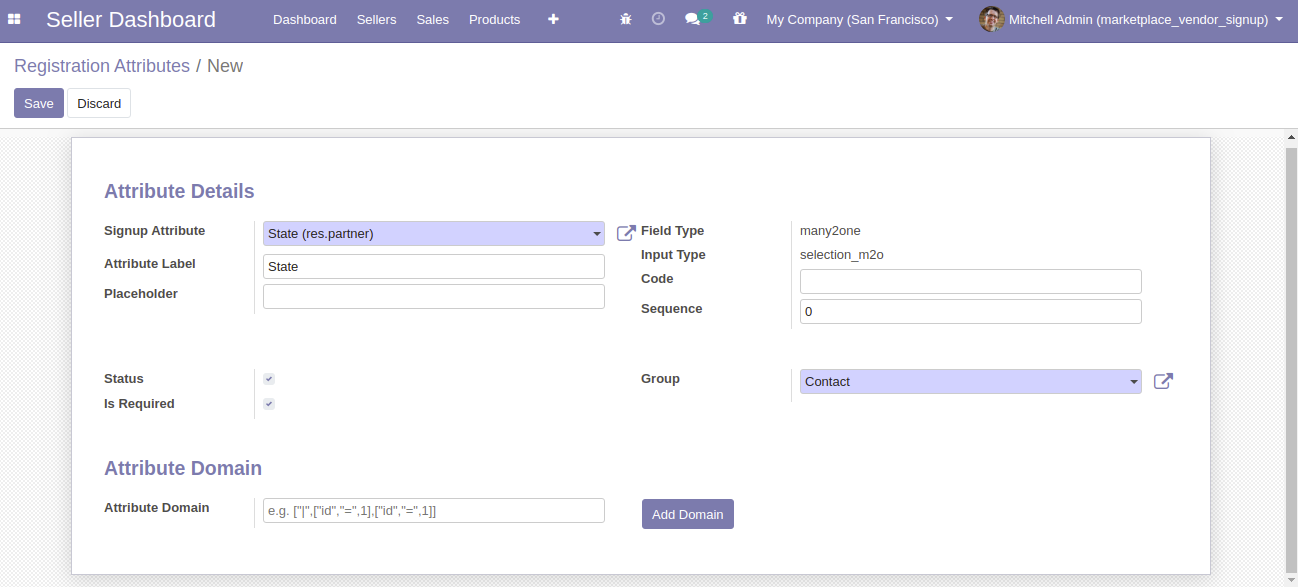 Seller Dashboard Dashboard Sellers Sales Products 2 My Company (San Francisco) Mitchell Admin (marketplace_vendor_signup)
Registration Attributes / New
Save Discard
Attribute Details
Signup Attribute State (res.partner) Field Type many2one
Input Type selection_m2o
Attribute Label State
Code
Placeholder
Sequence 0
Status Group Contact
Is Required
Attribute Domain
Attribute Domain e.g. ["|",["id","=",1],["id","=",1]] Add Domain